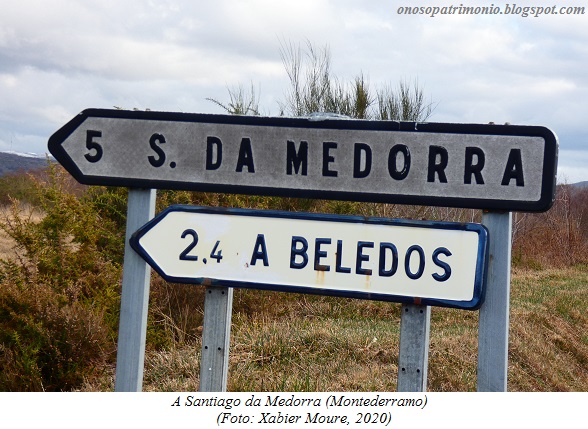 onosopatrimonio.blogspot.com
5 S. DA MEDORRA
2,4 A BELEDOS
A Santiago da Medorra (Montederramo)
(Foto: Xabier Moure, 2020)